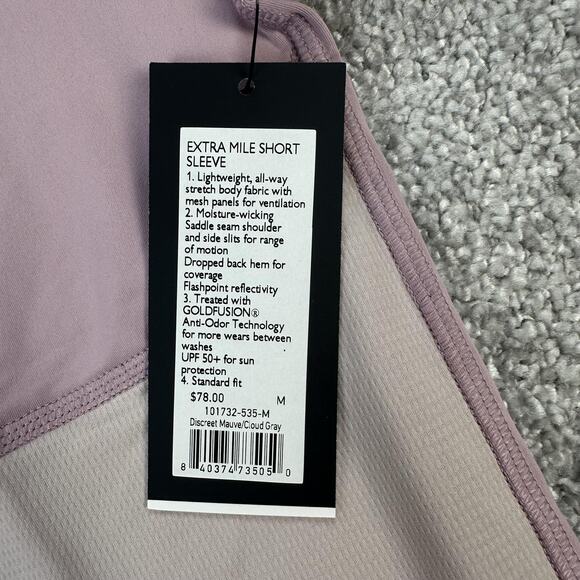 EXTRA MILE SHORT
SLEEVE
1. Lightweight, all-way
stretch body fabric with
mesh panels for ventilation
2. Moisture-wicking
Saddle seam shoulder
and side slits for range
of motion
Dropped back hem for
coverage
Flashpoint reflectivity
3. Treated with
GOLDFUSION®
Anti-Odor Technology
for more wears between
washes
UPF 50+ for sun
protection
4. Standard fit
$78.00 M
101732-535-M
Discreet Mauve/Cloud Gray
8 40374 73505 0